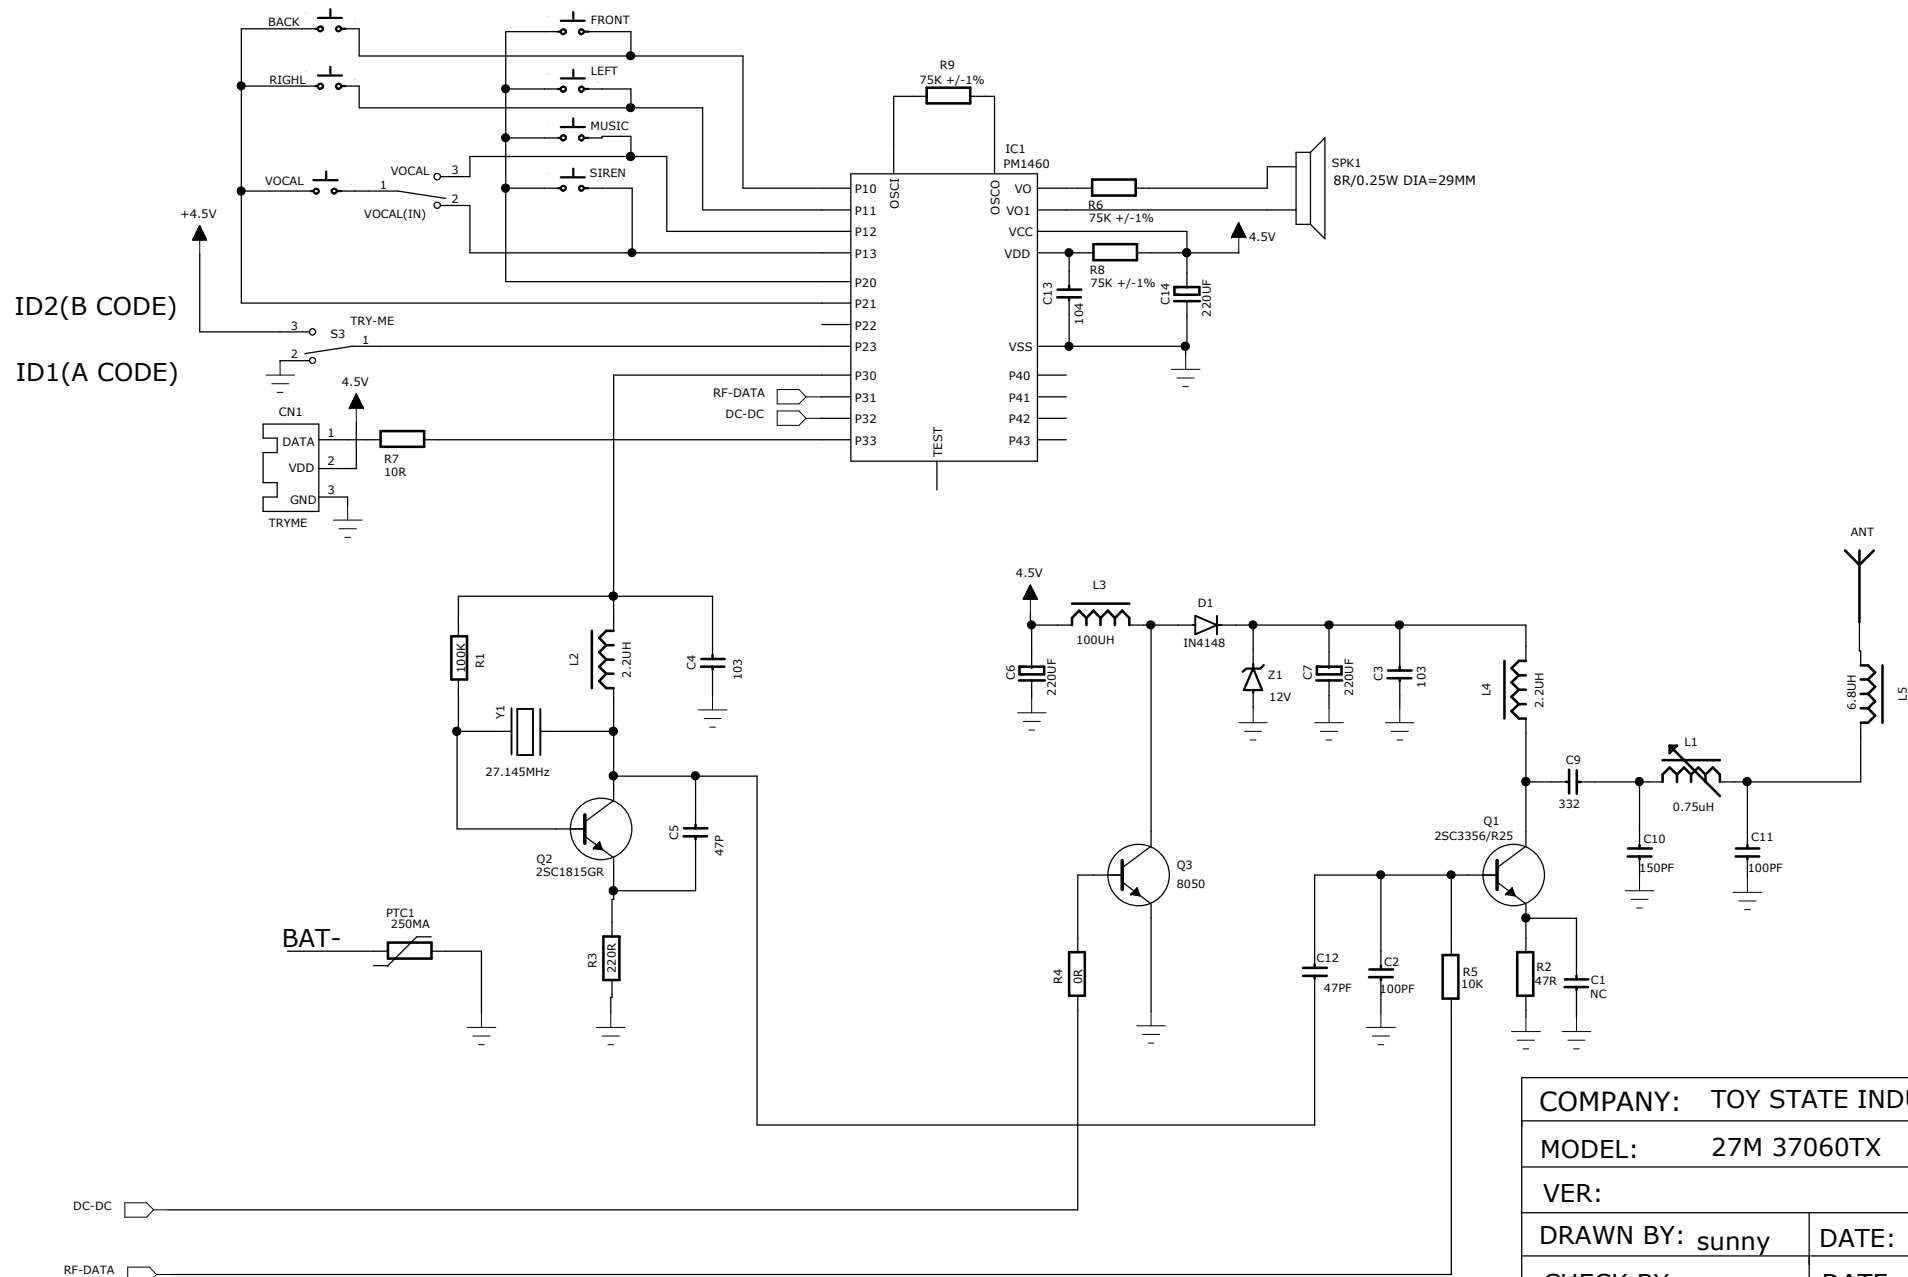 BACK
FRONT
RIGHL
LEFT
MUSIC
VOCAL
VOCAL 3
1
2
VOCAL(IN)
SIREN
+4.5V
R9
75K +/-1%
IC1
PM1460
OSCI
OSCO
P10
P11
P12
P13
P20
P21
P22
P23
P30
P31
P32
P33
TEST
VO
VO1
VCC
VDD
VSS
P40
P41
P42
P43
R6
75K +/-1%
SPK1
8R/0.25W DIA=29MM
4.5V
R8
75K +/-1%
C13
104
C14
220UF
ID2(B CODE)
ID1(A CODE)
TRY-ME
3
S3
1
2
RF-DATA
DC-DC
4.5V
CN1
DATA 1
VDD 2
GND 3
TRYME
R7
10R
100K
R1
L2
2.2UH
C4
103
Y1
27.145MHz
Q2
2SC1815GR
C5
47P
R3
220R
BAT-
PTC1
250MA
4.5V
L3
100UH
D1
IN4148
C6
220UF
Z1
12V
C7
220UF
C3
103
L4
2.2UH
Q3
8050
R4
0R
Q1
2SC3356/R25
C9
332
L1
0.75uH
C10
150PF
C11
100PF
ANT
6.8UH
L5
C12
47PF
C2
100PF
R5
10K
R2
47R
C1
NC
DC-DC
RF-DATA
COMPANY: TOY STATE INDU
MODEL: 27M 37060TX
VER:
DRAWN BY: sunny DATE: